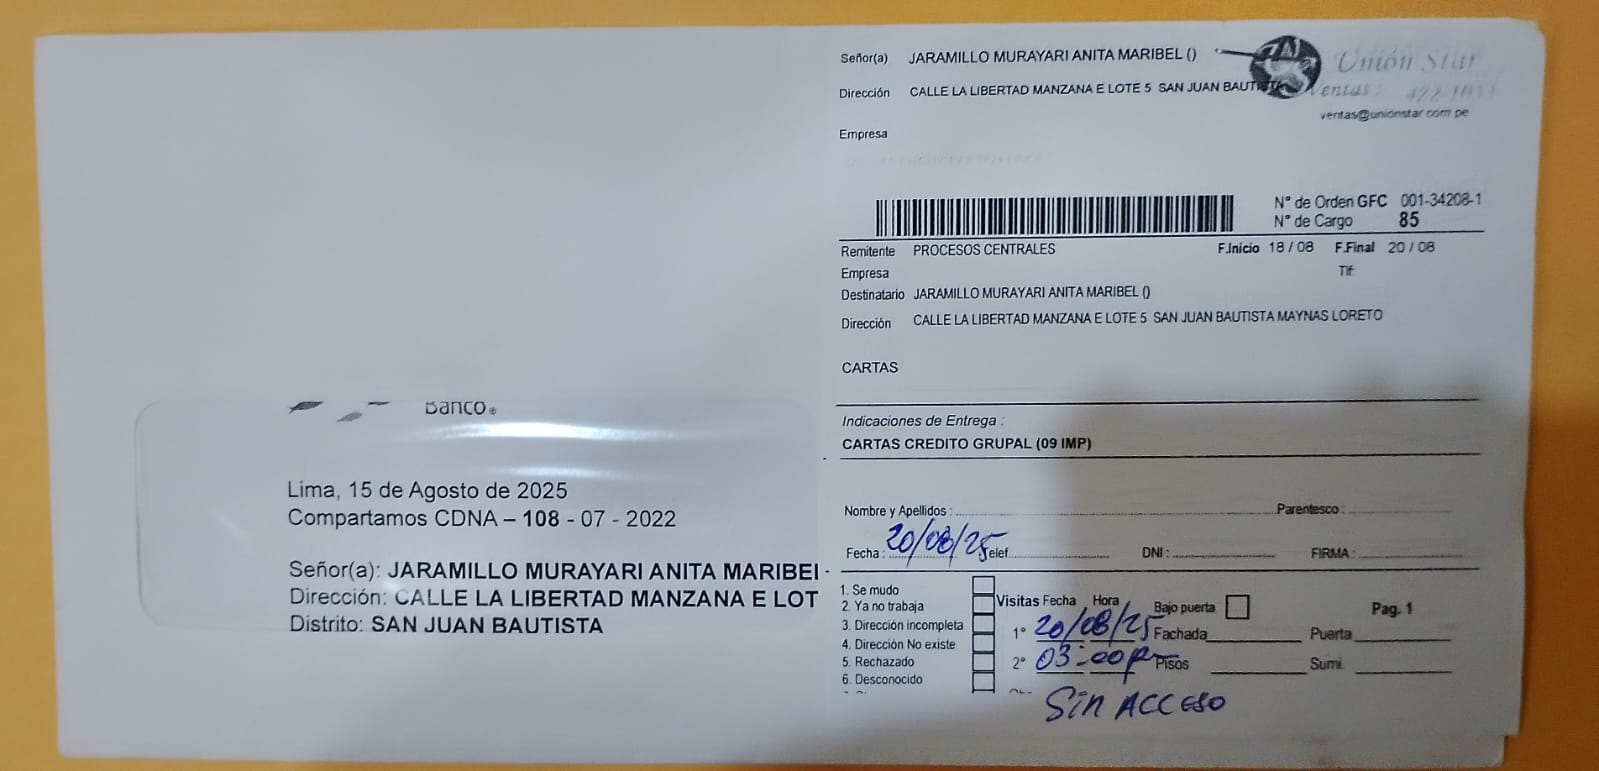 Señor(a) JARAMILLO MURAYARI ANITA MARIBEL ()
Dirección CALLE LA LIBERTAD MANZANA E LOTE 5 SAN JUAN BAUTISTA
Empresa
Unión Star
Ventas: 422-1033
ventas@unionstar.com.pe
N° de Orden GFC 001-34208-1
N° de Cargo 85
Remitente PROCESOS CENTRALES F.Inicio 18 / 08 F.Final 20 / 08
Empresa Tlf
Destinatario JARAMILLO MURAYARI ANITA MARIBEL ()
Dirección CALLE LA LIBERTAD MANZANA E LOTE 5 SAN JUAN BAUTISTA MAYNAS LORETO
CARTAS
Indicaciones de Entrega :
CARTAS CREDITO GRUPAL (09 IMP)
Nombre y Apellidos : Parentesco :
Fecha : 20/08/25 elef DNI : FIRMA :
1. Se mudo
2. Ya no trabaja
3. Dirección incompleta
4. Dirección No existe
5. Rechazado
6. Desconocido
Visitas Fecha Hora Bajo puerta Pag. 1
1° 20/08/25 Fachada Puerta
2° 03:00p Pisos Sumi.
Sin ACCESO
Banco
Lima, 15 de Agosto de 2025
Compartamos CDNA – 108 - 07 - 2022
Señor(a): JARAMILLO MURAYARI ANITA MARIBEl
Dirección: CALLE LA LIBERTAD MANZANA E LOT
Distrito: SAN JUAN BAUTISTA